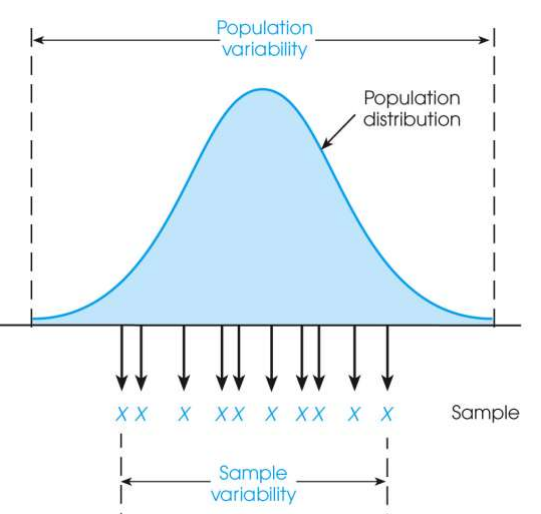 Population
variability
Population
distribution
X X X X X X X X X X Sample
Sample
variability